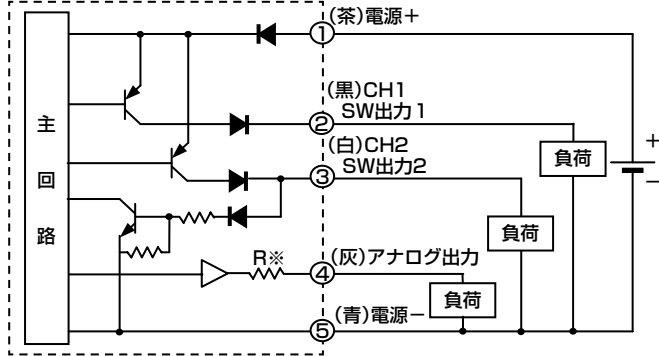 (茶)電源+
①
(黒)CH1
SW出力1
②
主回路
(白)CH2
SW出力2
③
+
負荷
−
負荷
R※
(灰)アナログ出力
④
負荷
(青)電源−
⑤